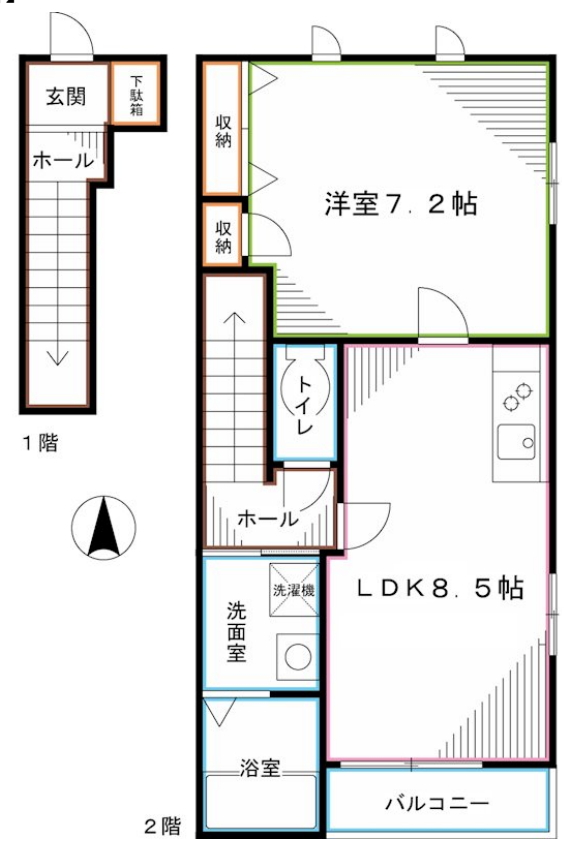 玄関
下駄箱
ホール
1階
収納
洋室7.2帖
収納
トイレ
ホール
LDK8.5帖
洗濯機
洗面室
浴室
バルコニー
2階